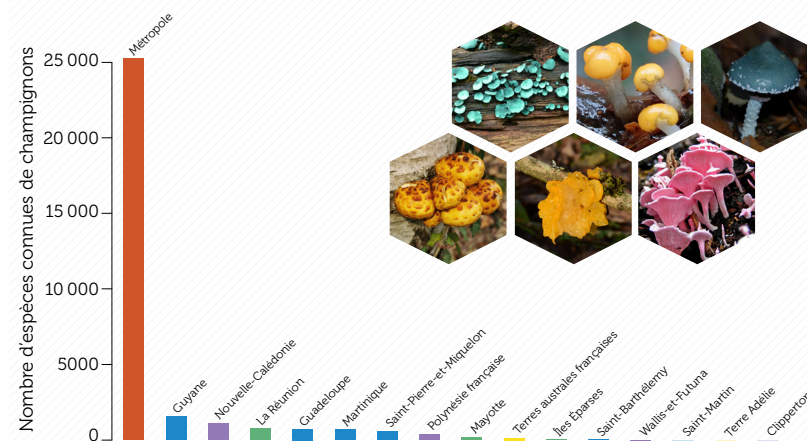 Nombre d'espèces connues de champignons
25 000
20 000
15 000
10 000
5000
0
Métropole
Guyane
Nouvelle-Calédonie
La Réunion
Guadeloupe
Martinique
Saint-Pierre-et-Miquelon
Polynésie française
Mayotte
Terres australes françaises
Îles Éparses
Saint-Barthélemy
Wallis-et-Futuna
Saint-Martin
Terre Adélie
Clipperton